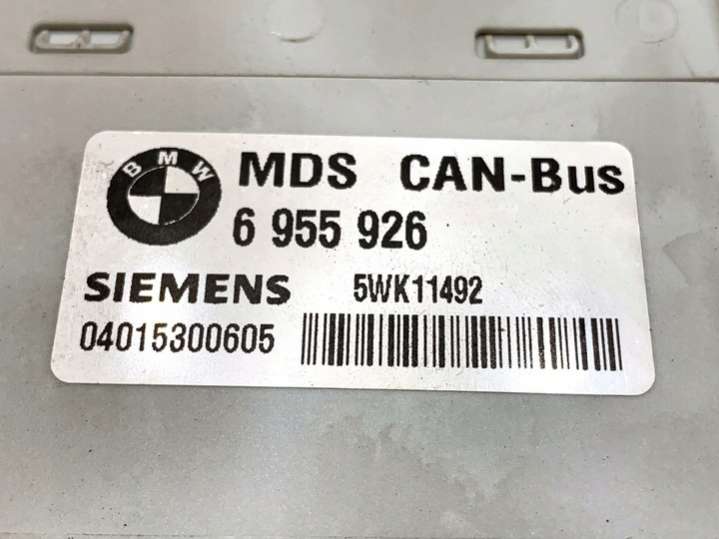 BMW
MDS CAN-Bus
6 955 926
SIEMENS 5WK11492
04015300605